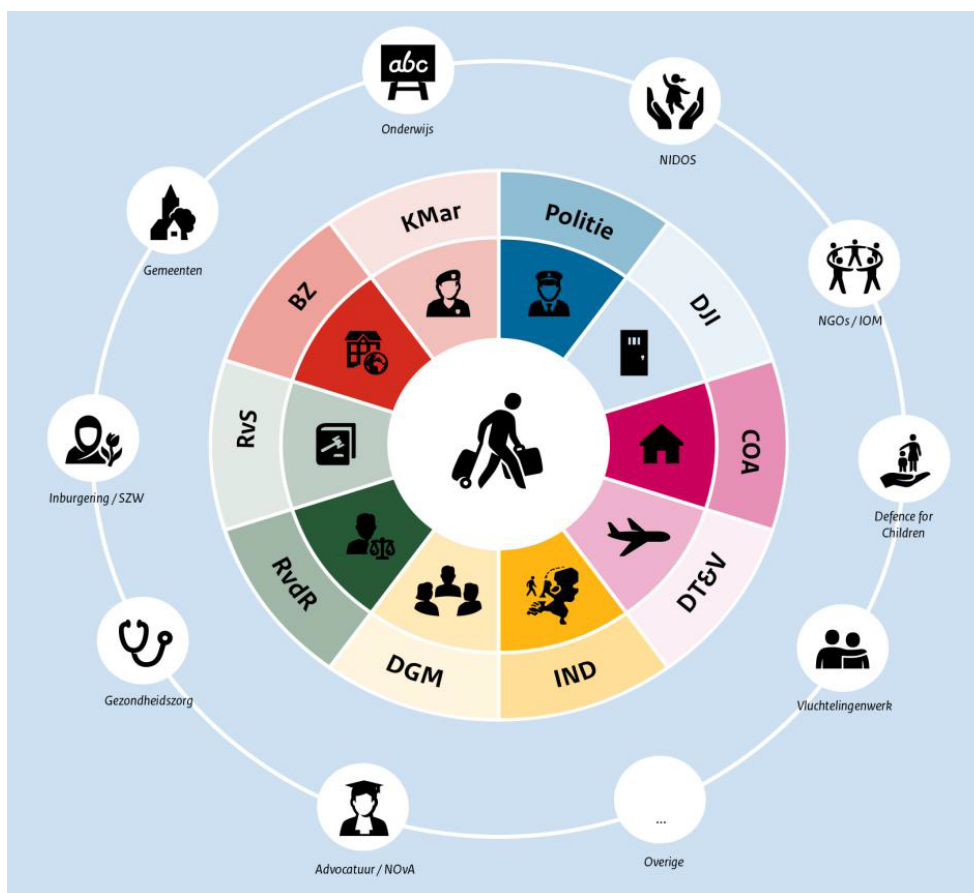 abc
Onderwijs
NIDOS
Gemeenten
NGOs / IOM
Inburgering / SZW
Defence for
Children
Gezondheidszorg
Vluchtelingenwerk
Advocatuur / NOvA
...
Overige
KMar
Politie
DJI
COA
DT&V
IND
DGM
RvdR
RvS
BZ